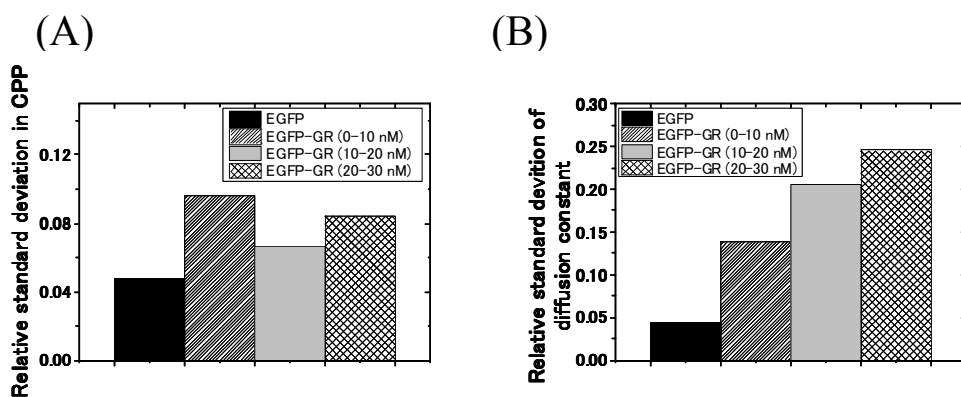 (A)
Relative standard deviation in CPP
0.12
0.08
0.04
0.00
EGFP
EGFP-GR (0-10 nM)
EGFP-GR (10-20 nM)
EGFP-GR (20-30 nM)
(B)
Relative standard devition of
diffusion constant
0.30
0.25
0.20
0.15
0.10
0.05
0.00
EGFP
EGFP-GR (0-10 nM)
EGFP-GR (10-20 nM)
EGFP-GR (20-30 nM)